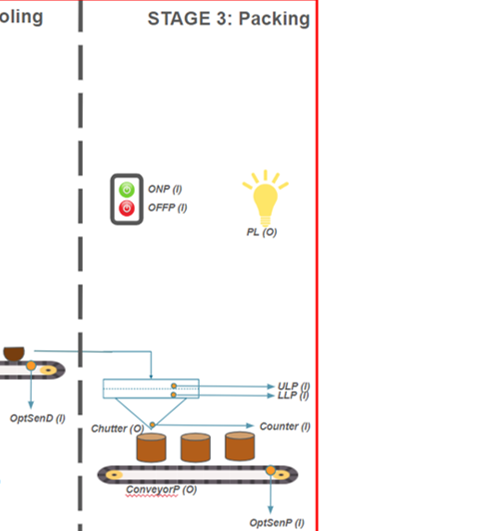 oling
STAGE 3: Packing
ONP (I)
OFFP (I)
PL (O)
ULP (I)
LLP (I)
OptSenD (I)
Chutter (O)
Counter (I)
ConveyorP (O)
OptSenP (I)